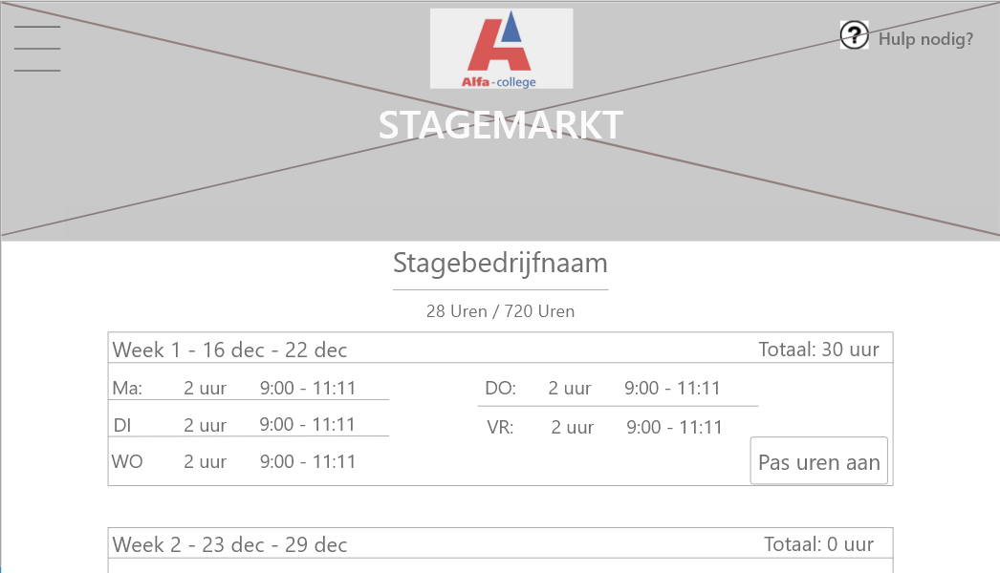 Alfa-college
? Hulp nodig?
STAGEMARKT
Stagebedrijfnaam
28 Uren / 720 Uren
Week 1 - 16 dec - 22 dec Totaal: 30 uur
Ma: 2 uur 9:00 - 11:11 DO: 2 uur 9:00 - 11:11
DI 2 uur 9:00 - 11:11 VR: 2 uur 9:00 - 11:11
WO 2 uur 9:00 - 11:11
Pas uren aan
Week 2 - 23 dec - 29 dec Totaal: 0 uur